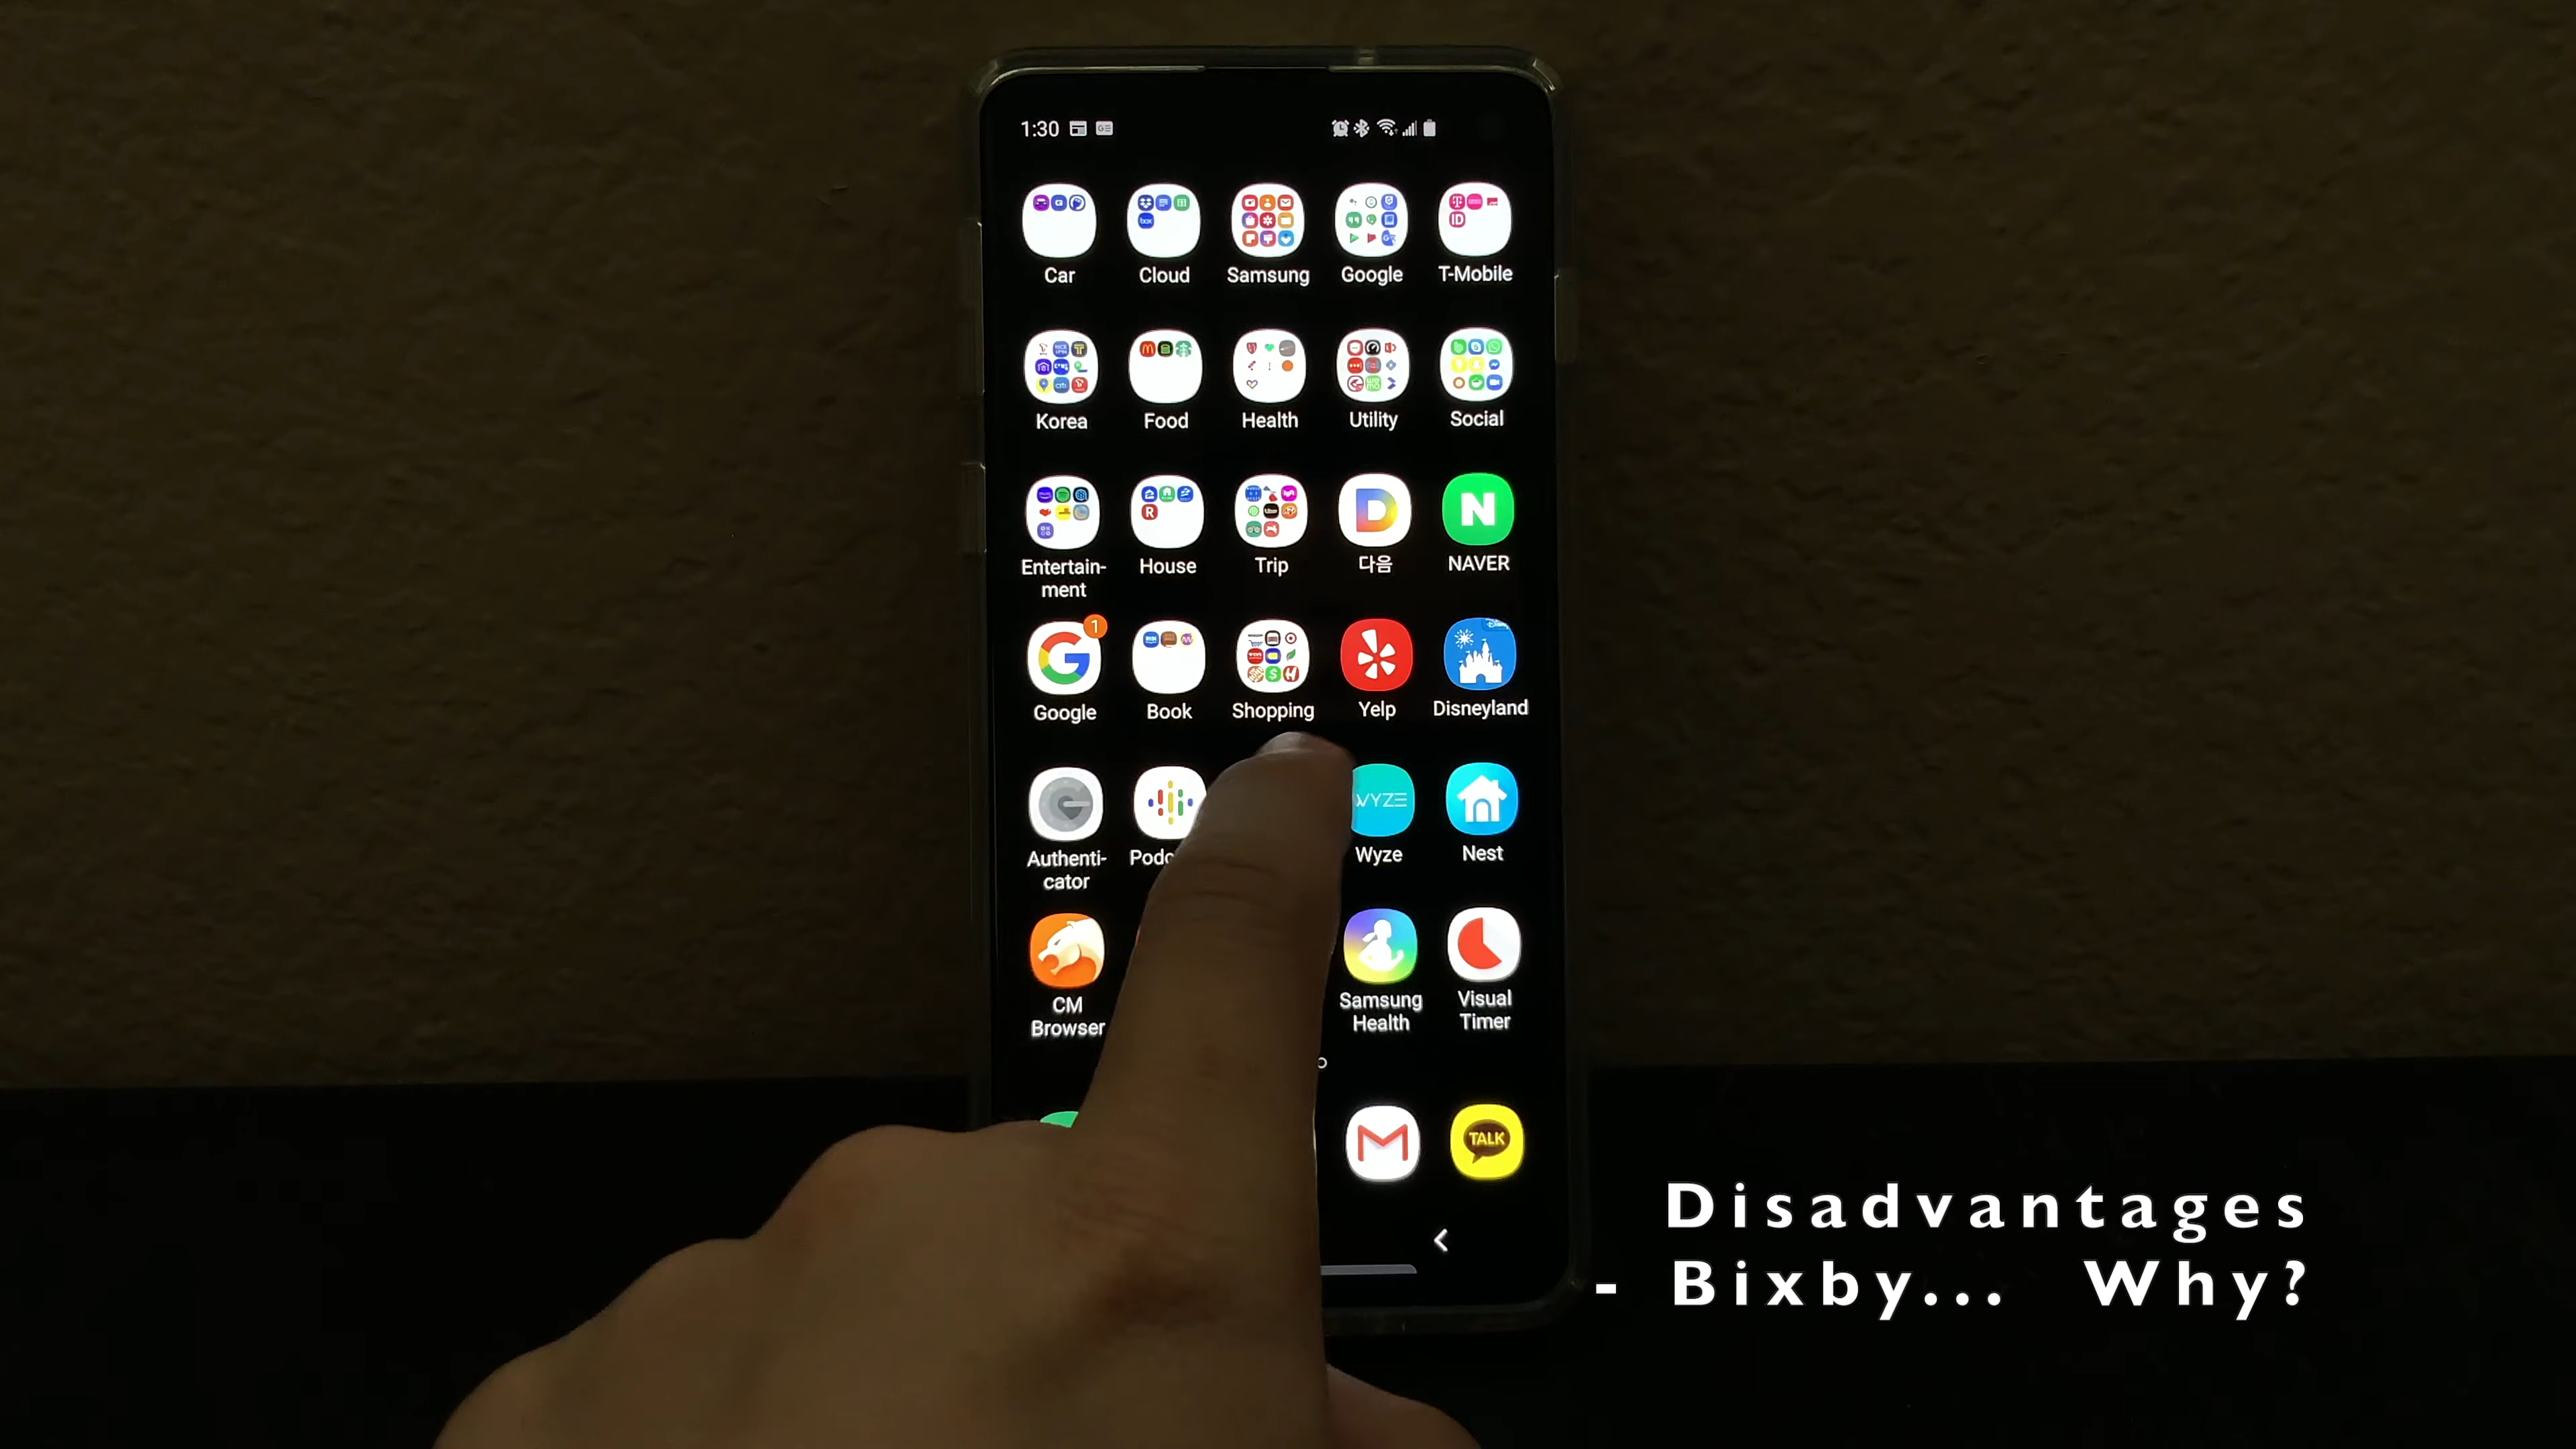 1:30
Car Cloud Samsung Google T-Mobile
Korea Food Health Utility Social
Entertain-
ment
House Trip 다음 NAVER
Google Book Shopping Yelp Disneyland
1
WYZE
Authenti-
cator
Wyze Nest
CM
Browser
Samsung
Health
Visual
Timer
TALK
Disadvantages
- Bixby... Why?